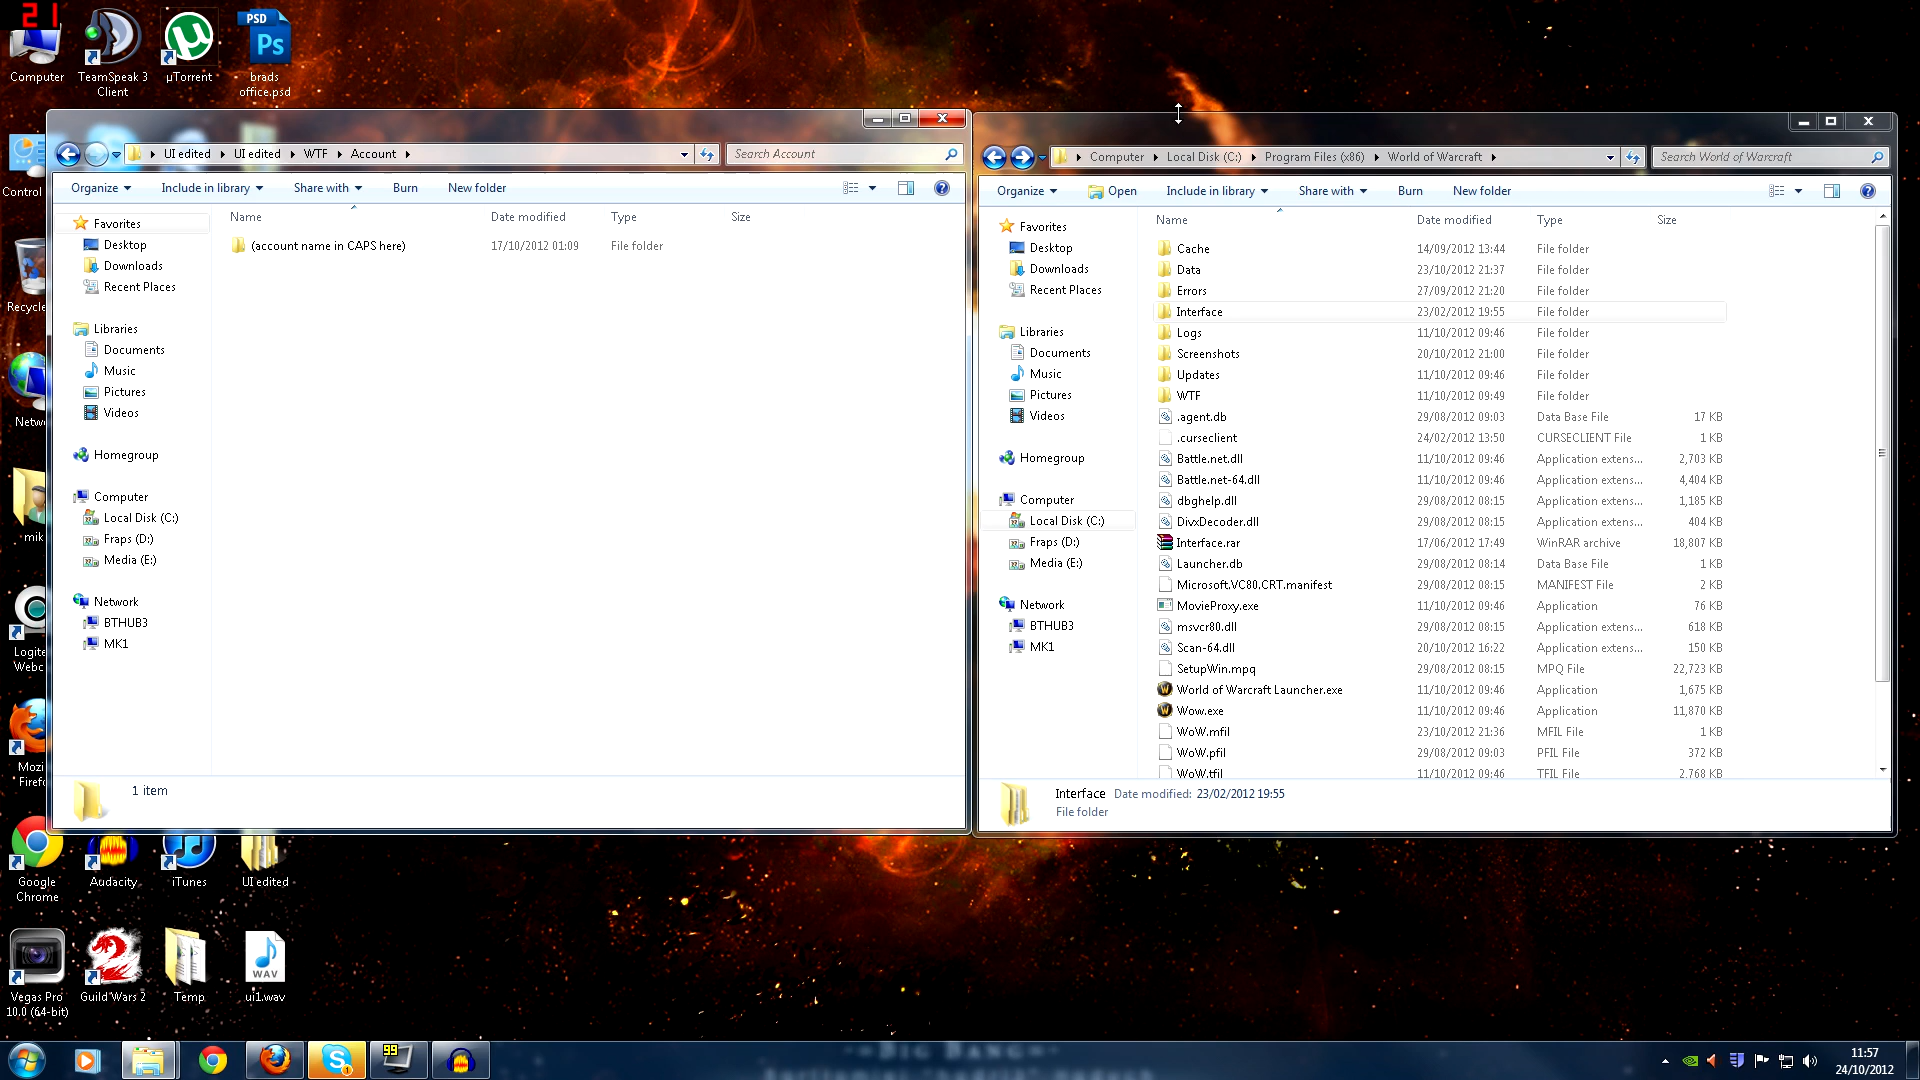 21
Computer
TeamSpeak 3 Client
µTorrent
PSD
Ps
brads office.psd
Control
Recycle
Netw
mik
Logite
Webc
Mozi
Firef
UI edited
UI edited
WTF
Account
Search Account
Organize
Include in library
Share with
Burn
New folder
Name
Date modified
Type
Size
(account name in CAPS here) 17/10/2012 01:09 File folder
Favorites
Desktop
Downloads
Recent Places
Libraries
Documents
Music
Pictures
Videos
Homegroup
Computer
Local Disk (C:)
Fraps (D:)
Media (E:)
Network
BTHUB3
MK1
1 item
Computer
Local Disk (C:)
Program Files (x86)
World of Warcraft
Search World of Warcraft
Organize
Open
Include in library
Share with
Burn
New folder
Favorites
Desktop
Downloads
Recent Places
Libraries
Documents
Music
Pictures
Videos
Homegroup
Computer
Local Disk (C:)
Fraps (D:)
Media (E:)
Network
BTHUB3
MK1
Name
Date modified
Type
Size
Cache 14/09/2012 13:44 File folder
Data 23/10/2012 21:37 File folder
Errors 27/09/2012 21:20 File folder
Interface 23/02/2012 19:55 File folder
Logs 11/10/2012 09:46 File folder
Screenshots 20/10/2012 21:00 File folder
Updates 11/10/2012 09:46 File folder
WTF 11/10/2012 09:49 File folder
.agent.db 29/08/2012 09:03 Data Base File 17 KB
.curseclient 24/02/2012 13:50 CURSECLIENT File 1 KB
Battle.net.dll 11/10/2012 09:46 Application extens... 2,703 KB
Battle.net-64.dll 11/10/2012 09:46 Application extens... 4,404 KB
dbghelp.dll 29/08/2012 08:15 Application extens... 1,185 KB
DivxDecoder.dll 29/08/2012 08:15 Application extens... 404 KB
Interface.rar 17/06/2012 17:49 WinRAR archive 18,807 KB
Launcher.db 29/08/2012 08:14 Data Base File 1 KB
Microsoft.VC80.CRT.manifest 29/08/2012 08:15 MANIFEST File 2 KB
MovieProxy.exe 11/10/2012 09:46 Application 76 KB
msvcr80.dll 29/08/2012 08:15 Application extens... 618 KB
Scan-64.dll 20/10/2012 16:22 Application extens... 150 KB
SetupWin.mpq 29/08/2012 08:15 MPQ File 22,723 KB
World of Warcraft Launcher.exe 11/10/2012 09:46 Application 1,675 KB
Wow.exe 11/10/2012 09:46 Application 11,870 KB
WoW.mfil 23/10/2012 21:36 MFIL File 1 KB
WoW.pfil 29/08/2012 09:03 PFIL File 372 KB
WoW.tfil 11/10/2012 09:46 TFIL File 2,768 KB
Interface Date modified: 23/02/2012 19:55
File folder
Google Chrome
Audacity
iTunes
UI edited
Vegas Pro 10.0 (64-bit)
Guild Wars 2
Temp
WAV
ui1.wav
99
-=Big Bang=-
11:57
24/10/2012